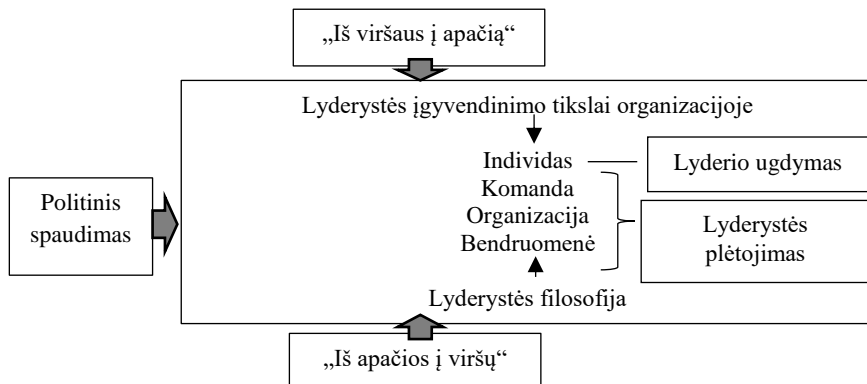 „Iš viršaus į apačią“
Lyderystės įgyvendinimo tikslai organizacijoje
Individas
Komanda
Organizacija
Bendruomenė
Lyderio ugdymas
Lyderystės
plėtojimas
Politinis
spaudimas
Lyderystės filosofija
„Iš apačios į viršų“